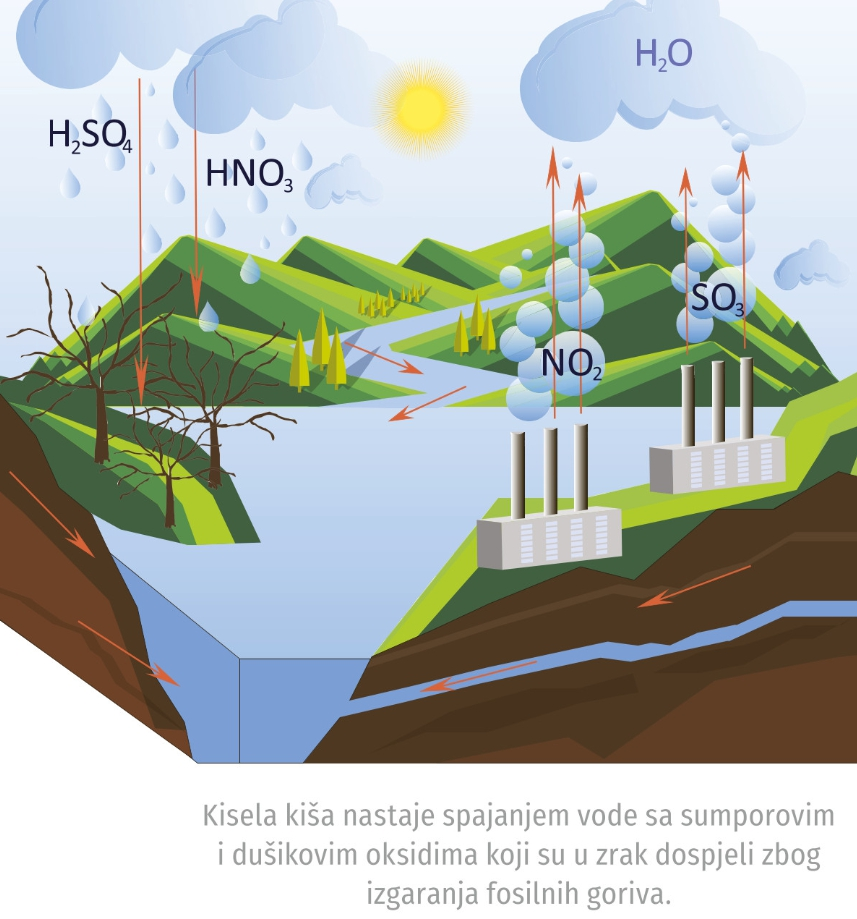 H₂O
H₂SO₄
HNO₃
SO₃
NO₂
Kisela kiša nastaje spajanjem vode sa sumporovim
i dušikovim oksidima koji su u zrak dospjeli zbog
izgaranja fosilnih goriva.